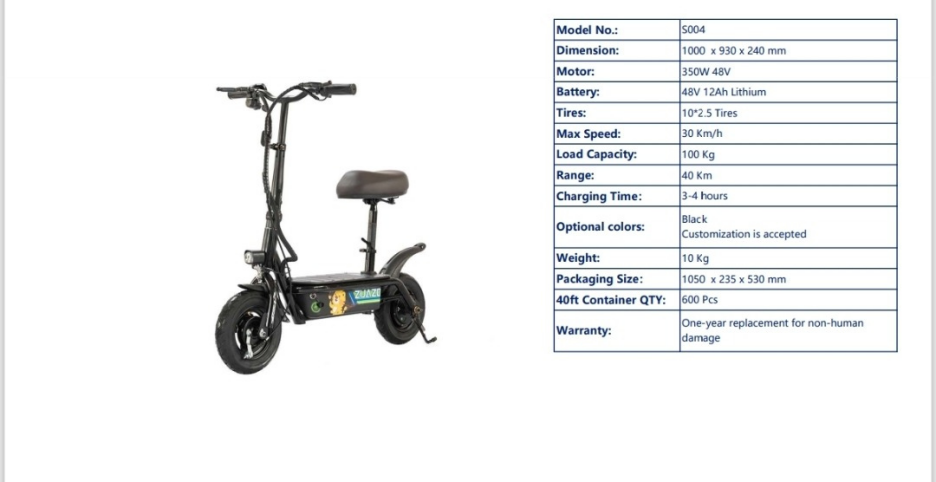 Model No.: S004
Dimension: 1000 x 930 x 240 mm
Motor: 350W 48V
Battery: 48V 12Ah Lithium
Tires: 10*2.5 Tires
Max Speed: 30 Km/h
Load Capacity: 100 Kg
Range: 40 Km
Charging Time: 3-4 hours
Optional colors: Black
Customization is accepted
Weight: 10 Kg
Packaging Size: 1050 x 235 x 530 mm
40ft Container QTY: 600 Pcs
Warranty: One-year replacement for non-human
damage